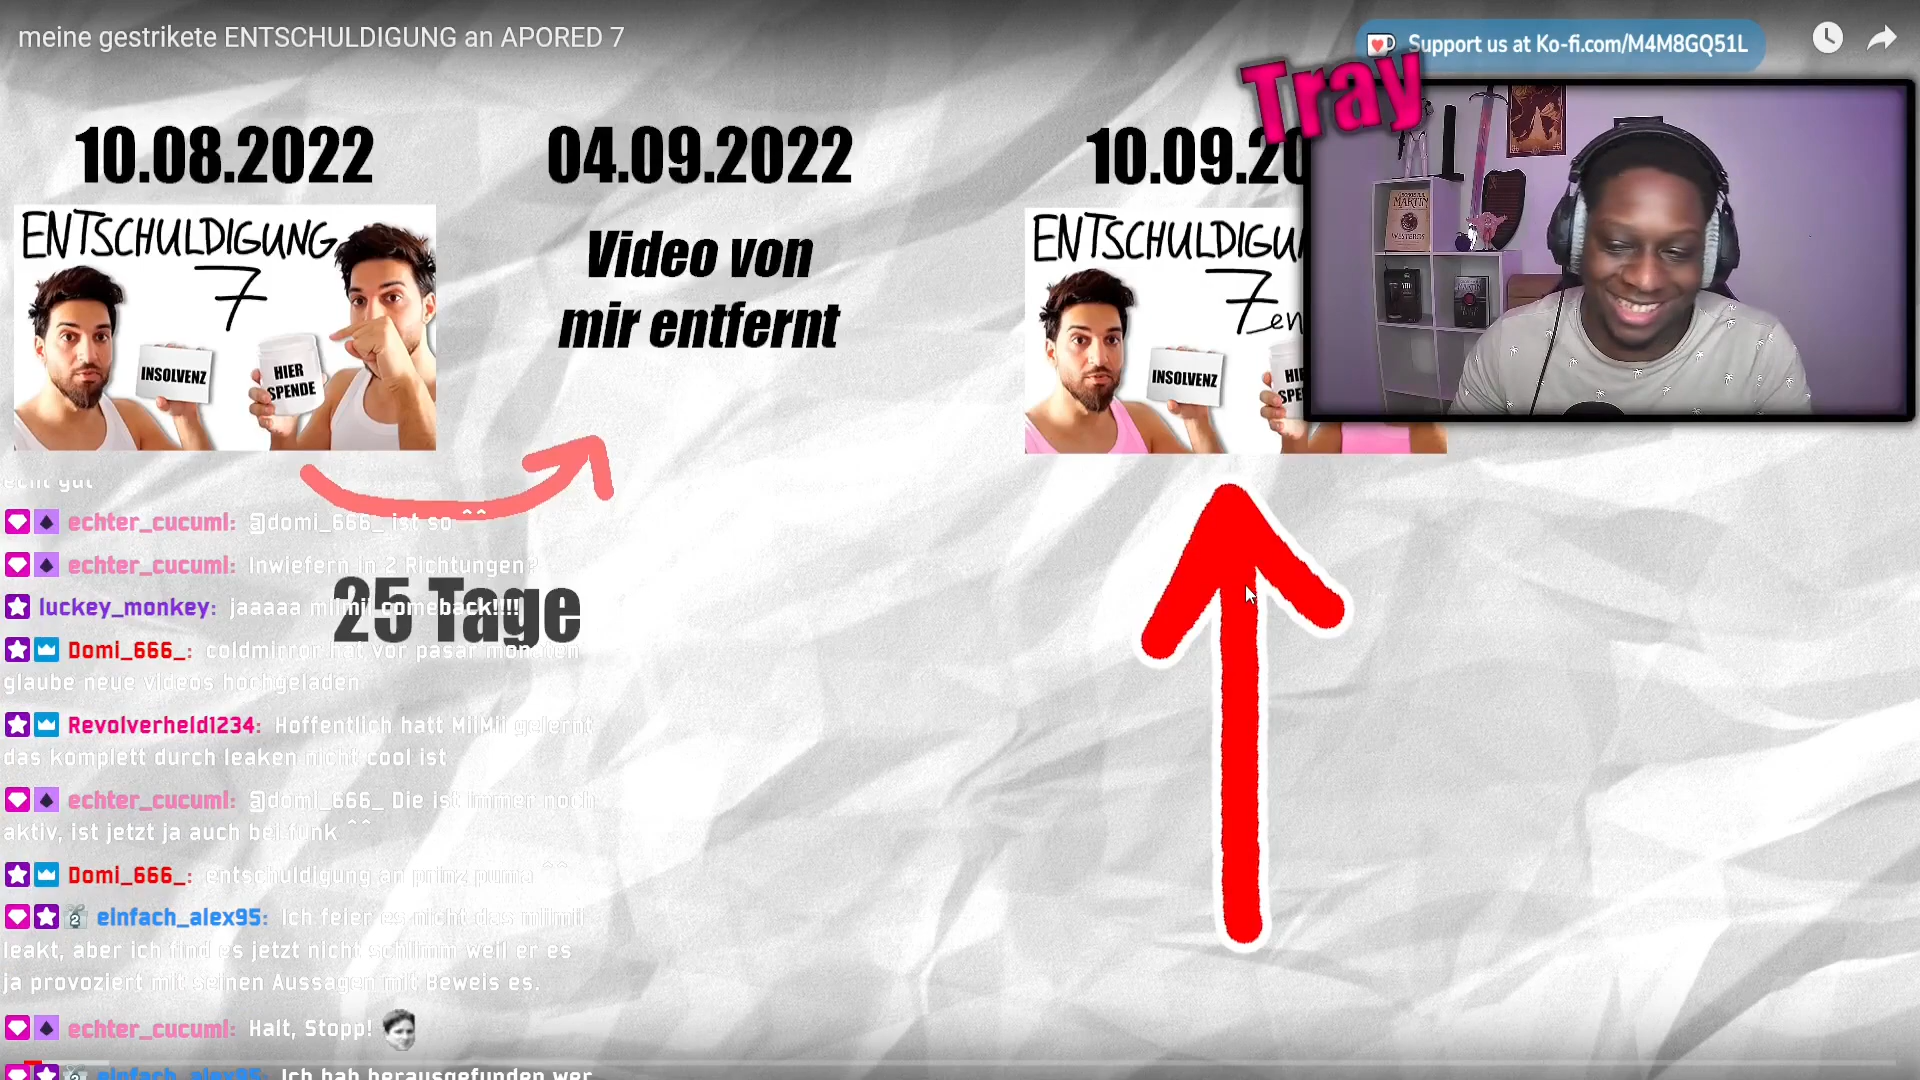 meine gestrikete ENTSCHULDIGUNG an APORED 7
Support us at Ko-fi.com/M4M8GQ51L
Tray
10.08.2022
04.09.2022
10.09.20
ENTSCHULDIGUNG
7
INSOLVENZ
HIER
SPENDE
Video von
mir entfernt
ENTSCHULDIGU
7en
INSOLVENZ
MARTIN
25 Tage
echt gut
echter_cucuml: @domi_666_ ist so ^^
echter_cucuml: Inwiefern in 2 Richtungen?
luckey_monkey: jaaaaa milmil comeback!!!!
Domi_666_: coldmirror hat vor pasar monaten
glaube neue videos hochgeladen
Revolverheld1234: Hoffentlich hatt MilMil gelernt
das komplett durch leaken nicht cool ist
echter_cucuml: @domi_666_ Die ist immer noch
aktiv, ist jetzt ja auch bei funk ^^
Domi_666_: entschuldigung an prinz puma ^^
einfach_alex95: Ich feier es nicht das milmil
leakt, aber ich find es jetzt nicht schlimm weil er es
ja provoziert mit seinen Aussagen mit Beweis es.
echter_cucuml: Halt, Stopp!
einfach_alex95: Ich hab herausgefunden wer